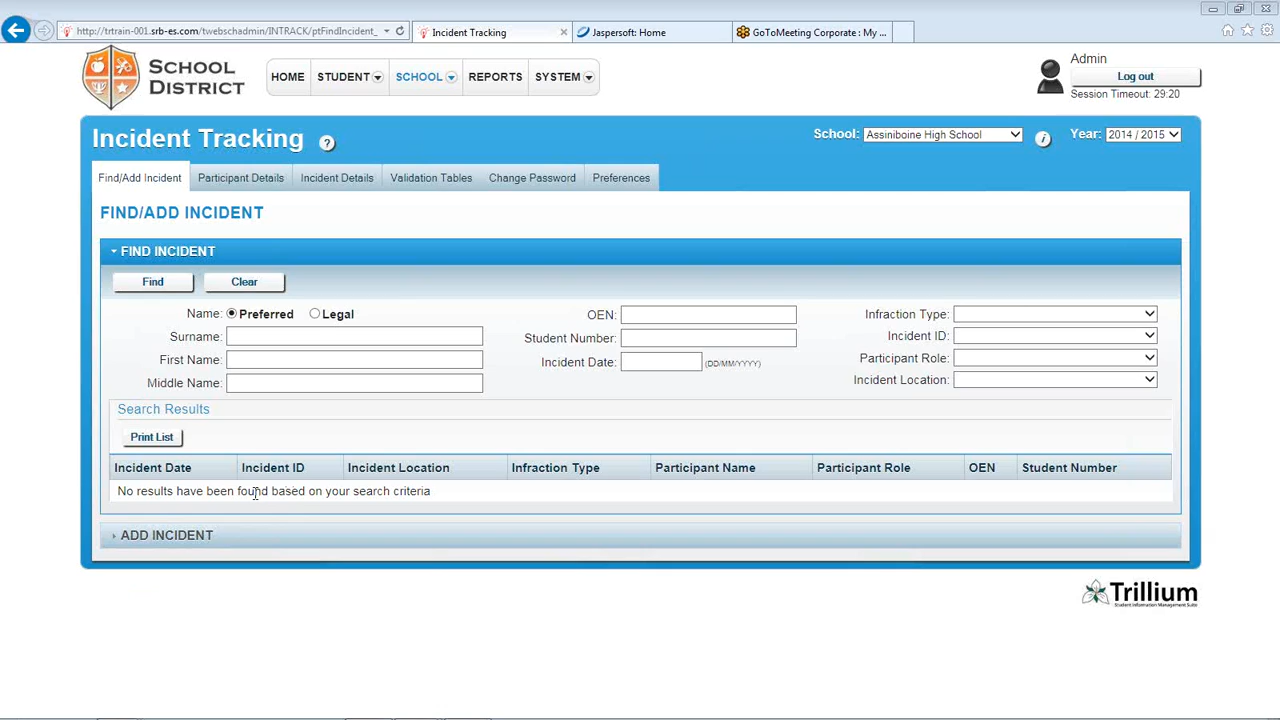 http://trtrain-001.srb-es.com/twebschadmin/INTRACK/ptFindIncident_
Incident Tracking
Jaspersoft: Home
GoToMeeting Corporate : My ...
SCHOOL
DISTRICT
HOME
STUDENT
SCHOOL
REPORTS
SYSTEM
Admin
Log out
Session Timeout: 29:20
Incident Tracking
?
School: Assiniboine High School
i
Year: 2014 / 2015
Find/Add Incident
Participant Details
Incident Details
Validation Tables
Change Password
Preferences
FIND/ADD INCIDENT
FIND INCIDENT
Find
Clear
Name: Preferred Legal
Surname:
First Name:
Middle Name:
OEN:
Student Number:
Incident Date: (DD/MM/YYYY)
Infraction Type:
Incident ID:
Participant Role:
Incident Location:
Search Results
Print List
Incident Date Incident ID Incident Location Infraction Type Participant Name Participant Role OEN Student Number
No results have been found based on your search criteria
ADD INCIDENT
Trillium
Student Information Management Suite